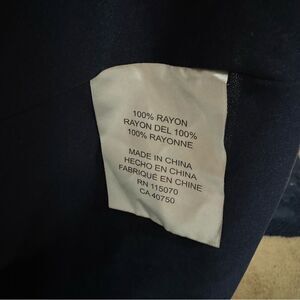 100% RAYON
RAYON DEL 100%
100% RAYONNE
MADE IN CHINA
HECHO EN CHINA
FABRIQUÉ EN CHINE
RN 115070
CA 40750